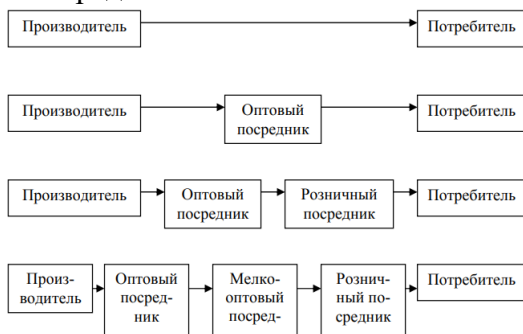 Производитель
Потребитель
Производитель
Оптовый
посредник
Потребитель
Производитель
Оптовый
посредник
Розничный
посредник
Потребитель
Произ-
водитель
Оптовый
посред-
ник
Мелко-
оптовый
посред-
Рознич-
ный по-
средник
Потребитель